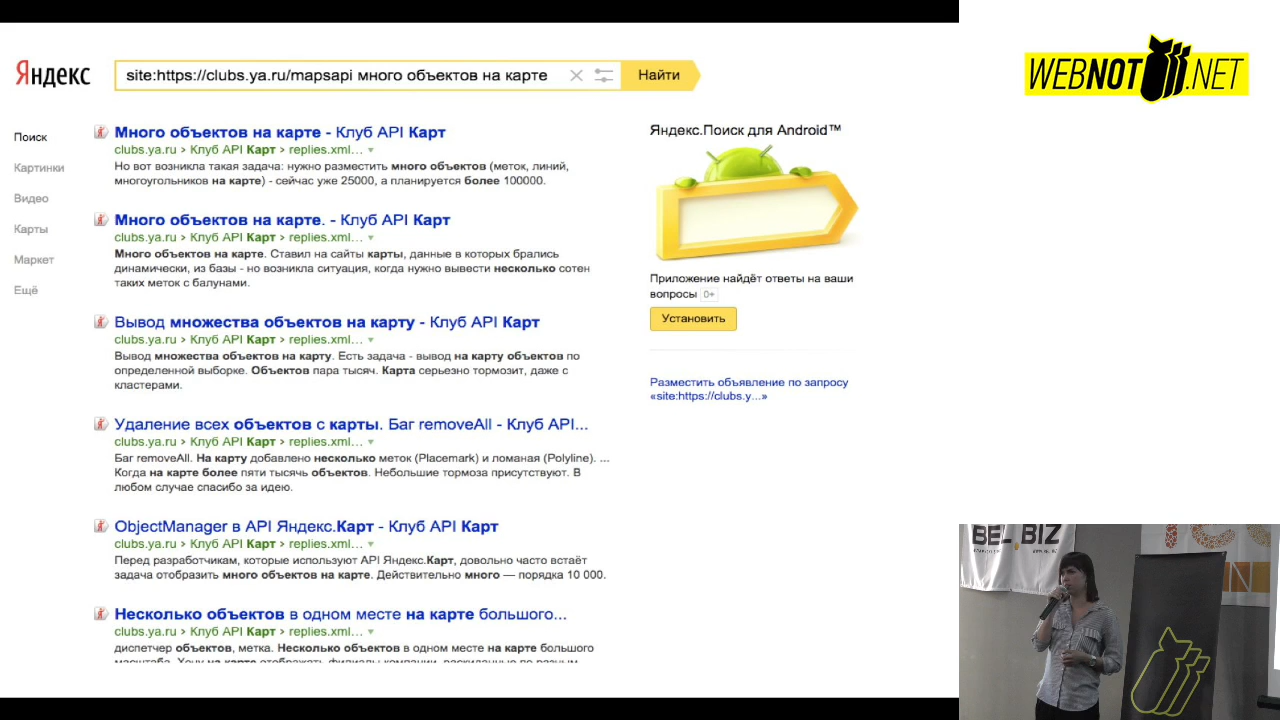 Яндекс
site:https://clubs.ya.ru/mapsapi много объектов на карте
Найти
WEBNOT.NET
Поиск
Картинки
Видео
Карты
Маркет
Ещё
Много объектов на карте - Клуб API Карт
clubs.ya.ru > Клуб API Карт > replies.xml...
Но вот возникла такая задача: нужно разместить много объектов (меток, линий,
многоугольников на карте) - сейчас уже 25000, а планируется более 100000.
Много объектов на карте. - Клуб API Карт
clubs.ya.ru > Клуб API Карт > replies.xml...
Много объектов на карте. Ставил на сайты карты, данные в которых брались
динамически, из базы - но возникла ситуация, когда нужно вывести несколько сотен
таких меток с балунами.
Вывод множества объектов на карту - Клуб API Карт
clubs.ya.ru > Клуб API Карт > replies.xml...
Вывод множества объектов на карту. Есть задача - вывод на карту объектов по
определенной выборке. Объектов пара тысяч. Карта серьезно тормозит, даже с
кластерами.
Удаление всех объектов с карты. Баг removeAll - Клуб API...
clubs.ya.ru > Клуб API Карт > replies.xml...
Баг removeAll. На карту добавлено несколько меток (Placemark) и ломаная (Polyline). ...
Когда на карте более пяти тысяч объектов. Небольшие тормоза присутствуют. В
любом случае спасибо за идею.
ObjectManager в API Яндекс.Карт - Клуб API Карт
clubs.ya.ru > Клуб API Карт > replies.xml...
Перед разработчикам, которые используют API Яндекс.Карт, довольно часто встаёт
задача отобразить много объектов на карте. Действительно много — порядка 10 000.
Несколько объектов в одном месте на карте большого...
clubs.ya.ru > Клуб API Карт > replies.xml...
диспетчер объектов, метка. Несколько объектов в одном месте на карте большого
Яндекс.Поиск для Android™
Приложение найдёт ответы на ваши
вопросы 0+
Установить
Разместить объявление по запросу
«site:https://clubs.y...»
BEL.BIZ